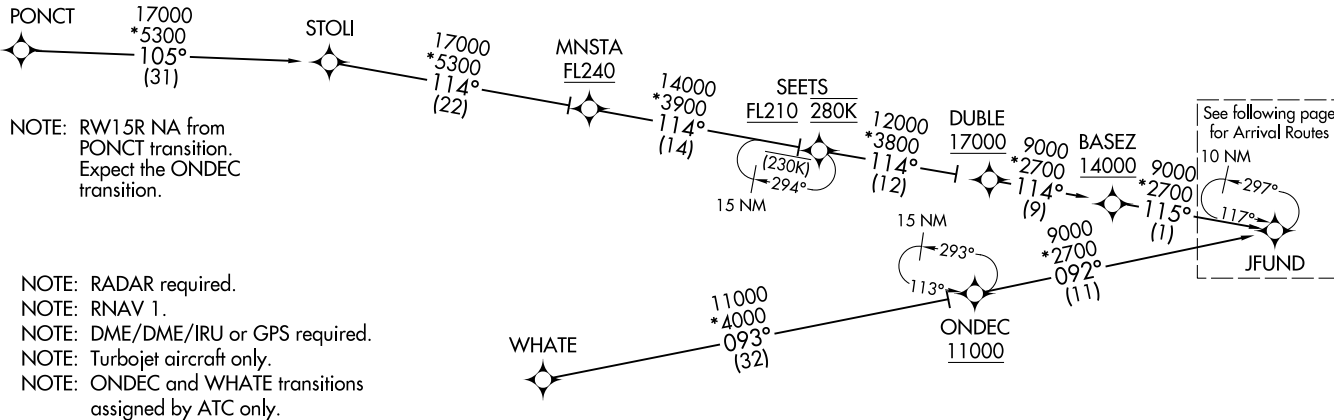 PONCT
17000
*5300
105°
(31)
STOLI
17000
*5300
114°
(22)
MNSTA
FL240
14000
*3900
114°
(14)
SEETS
FL210 280K
(230K)
294°
15 NM
12000
*3800
114°
(12)
DUBLE
17000
9000
*2700
114°
(9)
BASEZ
14000
9000
*2700
115°
(1)
See following page
for Arrival Routes
10 NM
297°
117°
JFUND
NOTE: RW15R NA from
PONCT transition.
Expect the ONDEC
transition.
15 NM
293°
113°
ONDEC
11000
9000
*2700
092°
(11)
WHATE
11000
*4000
093°
(32)
NOTE: RADAR required.
NOTE: RNAV 1.
NOTE: DME/DME/IRU or GPS required.
NOTE: Turbojet aircraft only.
NOTE: ONDEC and WHATE transitions
assigned by ATC only.